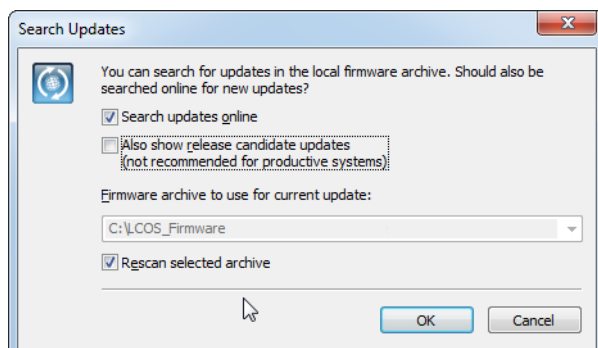 Search Updates
You can search for updates in the local firmware archive. Should also be
searched online for new updates?
Search updates online
Also show release candidate updates
(not recommended for productive systems)
Firmware archive to use for current update:
C:\LCOS_Firmware
Rescan selected archive
OK
Cancel